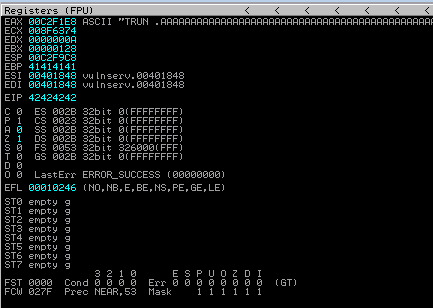 Registers (FPU) < < < < <
EAX 00C2F1E8 ASCII "TRUN .AAAAAAAAAAAAAAAAAAAAAAAAAAAAAAAAAAAAAAAAAAA
ECX 008F6374
EDX 0000000A
EBX 00000128
ESP 00C2F9C8
EBP 41414141
ESI 00401848 vulnserv.00401848
EDI 00401848 vulnserv.00401848
EIP 42424242
C 0 ES 002B 32bit 0(FFFFFFFF)
P 1 CS 0023 32bit 0(FFFFFFFF)
A 0 SS 002B 32bit 0(FFFFFFFF)
Z 1 DS 002B 32bit 0(FFFFFFFF)
S 0 FS 0053 32bit 326000(FFF)
T 0 GS 002B 32bit 0(FFFFFFFF)
D 0
O 0 LastErr ERROR_SUCCESS (00000000)
EFL 00010246 (NO,NB,E,BE,NS,PE,GE,LE)
ST0 empty g
ST1 empty g
ST2 empty g
ST3 empty g
ST4 empty g
ST5 empty g
ST6 empty g
ST7 empty g
3 2 1 0 E S P U O Z D I
FST 0000 Cond 0 0 0 0 Err 0 0 0 0 0 0 0 0 (GT)
FCW 027F Prec NEAR,53 Mask 1 1 1 1 1 1